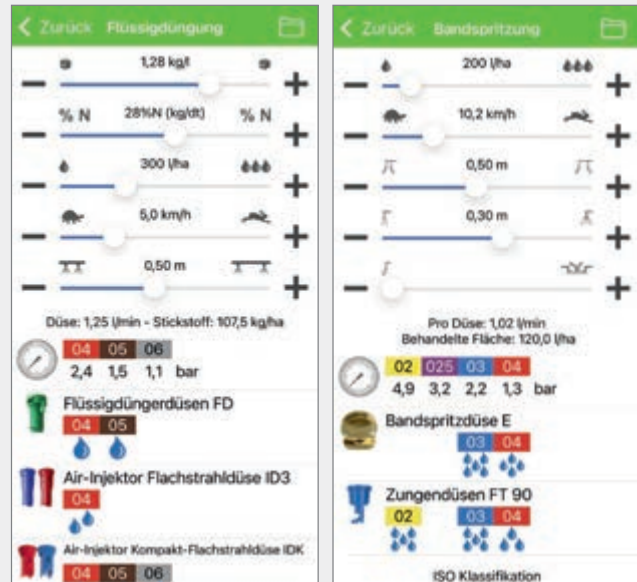 Zurück Flüssigdüngung
1,28 kg/l
% N 28%N (kg/dt) % N
300 l/ha
5,0 km/h
0,50 m
Düse: 1,25 l/min - Stickstoff: 107,5 kg/ha
04 05 06
2,4 1,5 1,1 bar
Flüssigdüngerdüsen FD
04 05
Air-Injektor Flachstrahldüse ID3
04
Air-Injektor Kompakt-Flachstrahldüse IDK
04 05 06
Zurück Bandspritzung
200 l/ha
10,2 km/h
0,50 m
0,30 m
Pro Düse: 1,02 l/min
Behandelte Fläche: 120,0 l/ha
02 025 03 04
4,9 3,2 2,2 1,3 bar
Bandspritzdüse E
03 04
Zungendüsen FT 90
02 03 04
ISO Klassifikation